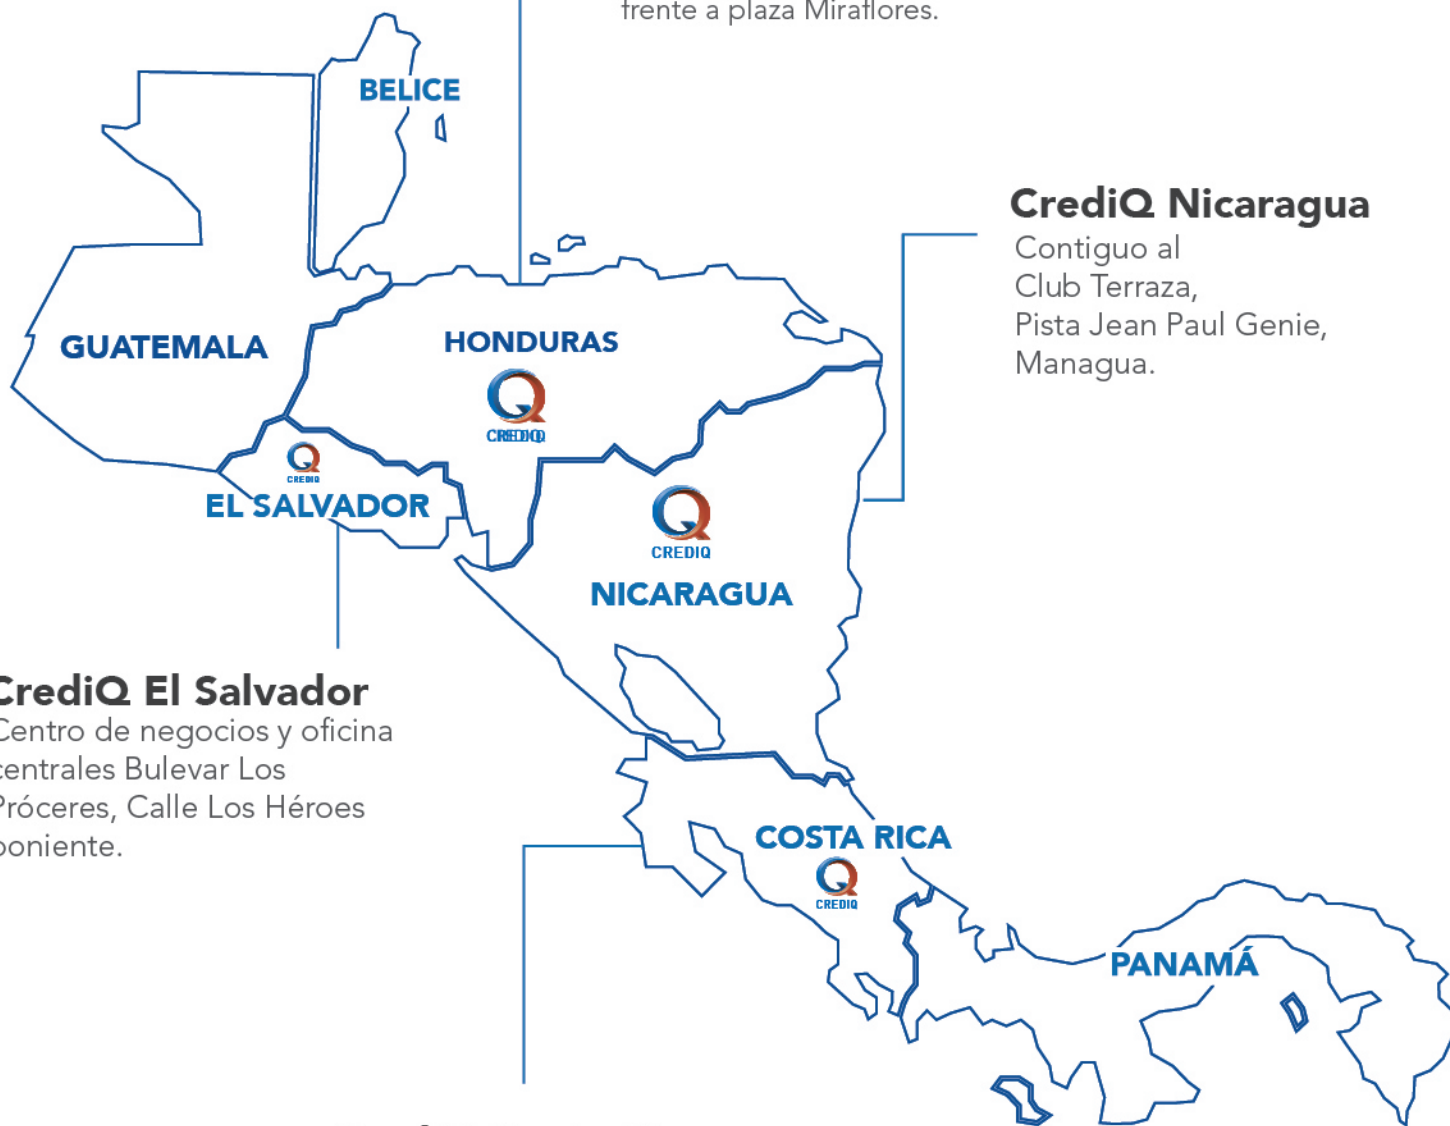 frente a plaza Miraflores.
BELICE
CrediQ Nicaragua
Contiguo al
Club Terraza,
Pista Jean Paul Genie,
Managua.
GUATEMALA
HONDURAS
CREDIQ
CREDIQ
EL SALVADOR
CREDIQ
NICARAGUA
CrediQ El Salvador
Centro de negocios y oficina
centrales Bulevar Los
Próceres, Calle Los Héroes
poniente.
COSTA RICA
CREDIQ
PANAMÁ